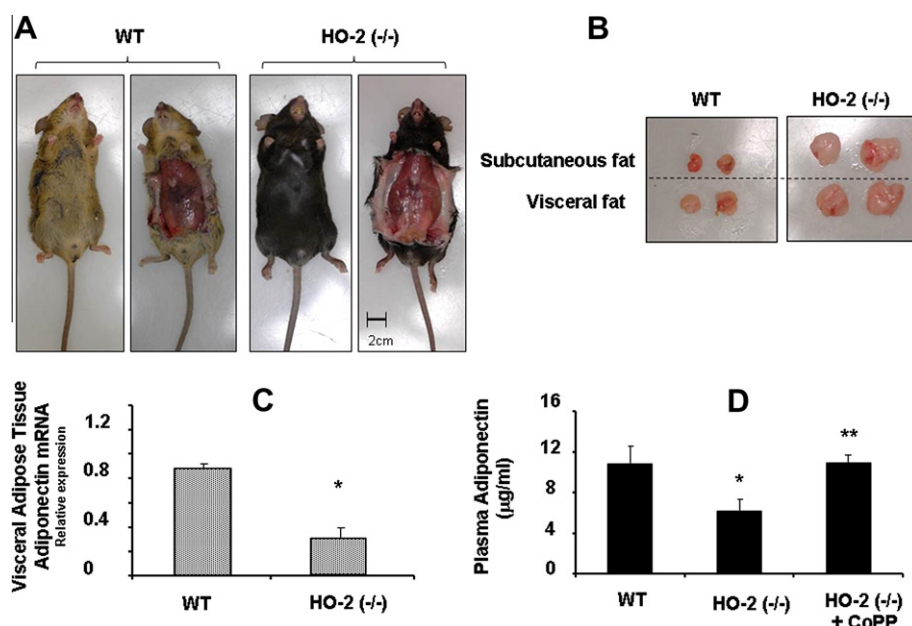 A
WT
HO-2 (-/-)
2cm
B
WT
HO-2 (-/-)
Subcutaneous fat
Visceral fat
C
Visceral Adipose Tissue
Adiponectin mRNA
Relative expression
1.2
0.8
0.4
0
*
WT
HO-2 (-/-)
D
Plasma Adiponectin
(µg/ml)
16
12
8
4
0
*
**
WT
HO-2 (-/-)
HO-2 (-/-)
+ CoPP